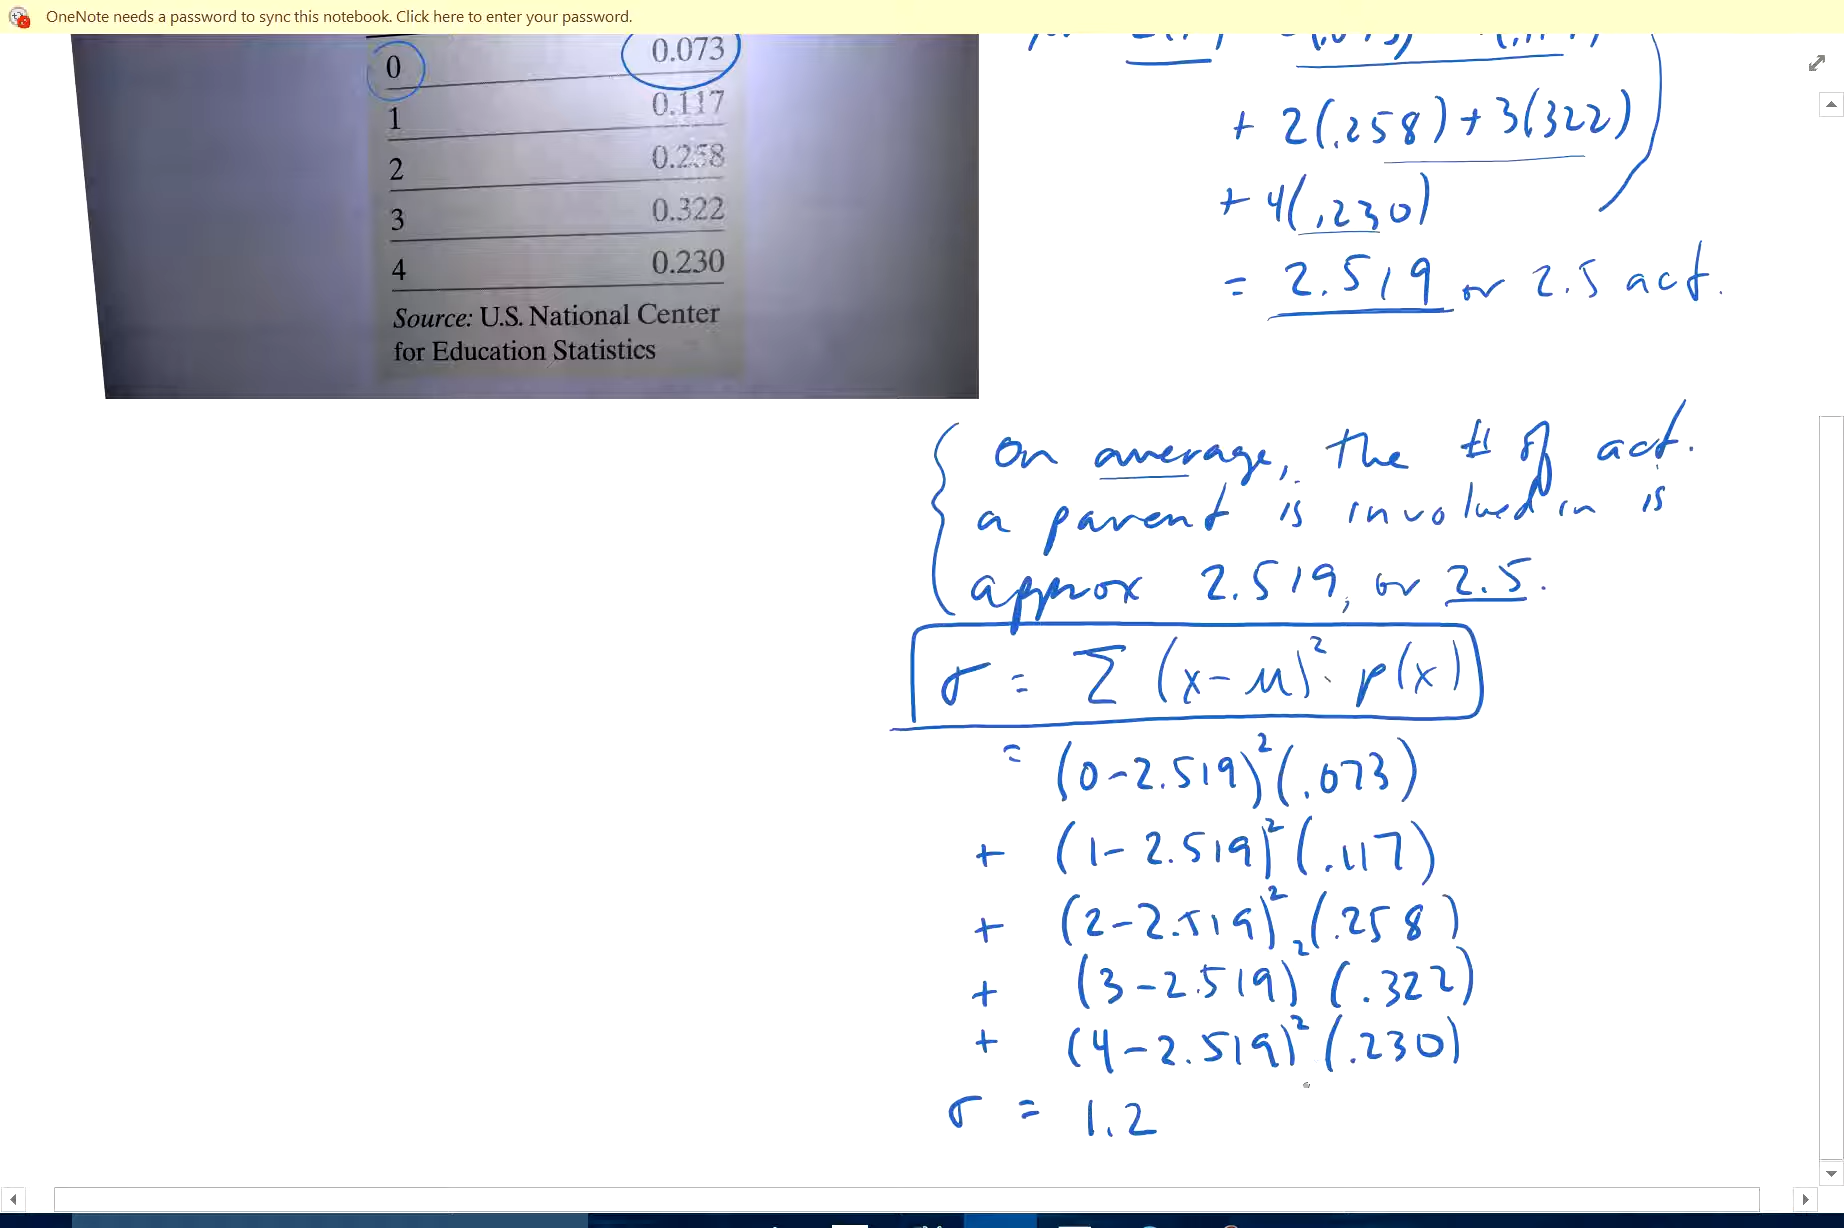 OneNote needs a password to sync this notebook. Click here to enter your password.
0 0.073
1 0.117
2 0.258
3 0.322
4 0.230
Source: U.S. National Center
for Education Statistics
+ 2(.258)+3(322)
+ 4(.230)
= 2.519 or 2.5 act.
On average, the # of act.
a parent is involved in is
approx 2.519, or 2.5.
σ = Σ (x-μ)²· p(x)
= (0-2.519)²(.073)
+ (1-2.519)²(.117)
+ (2-2.519)²(.258)
+ (3-2.519)²(.322)
+ (4-2.519)²(.230)
σ = 1.2